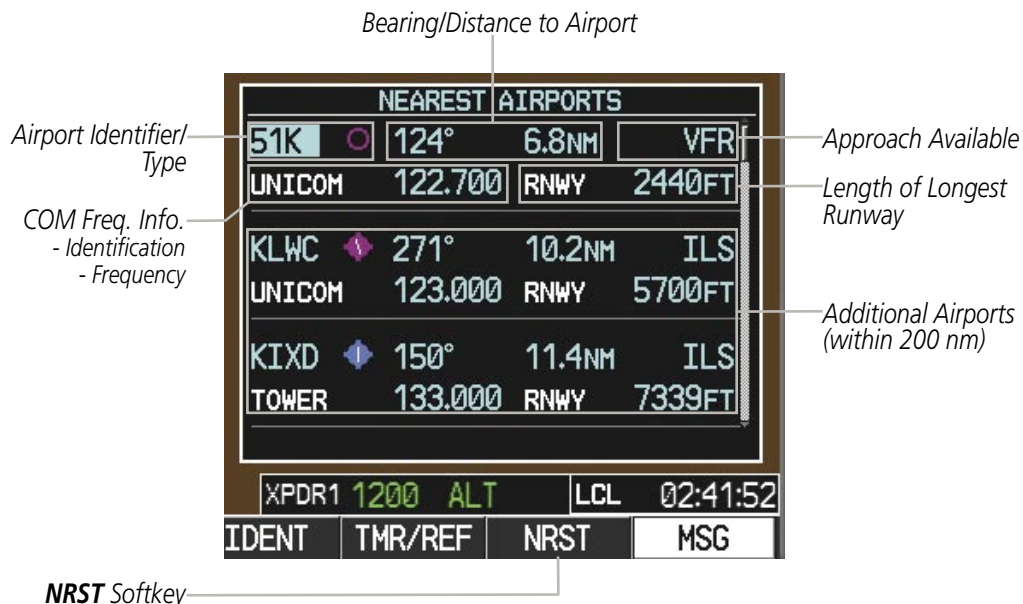 Bearing/Distance to Airport
NEAREST AIRPORTS
Airport Identifier/
Type
51K 124° 6.8NM VFR
Approach Available
UNICOM 122.700 RNWY 2440FT
Length of Longest
Runway
COM Freq. Info.
- Identification
- Frequency
KLWC 271° 10.2NM ILS
UNICOM 123.000 RNWY 5700FT
Additional Airports
(within 200 nm)
KIXD 150° 11.4NM ILS
TOWER 133.000 RNWY 7339FT
XPDR1 1200 ALT LCL 02:41:52
IDENT TMR/REF NRST MSG
NRST Softkey